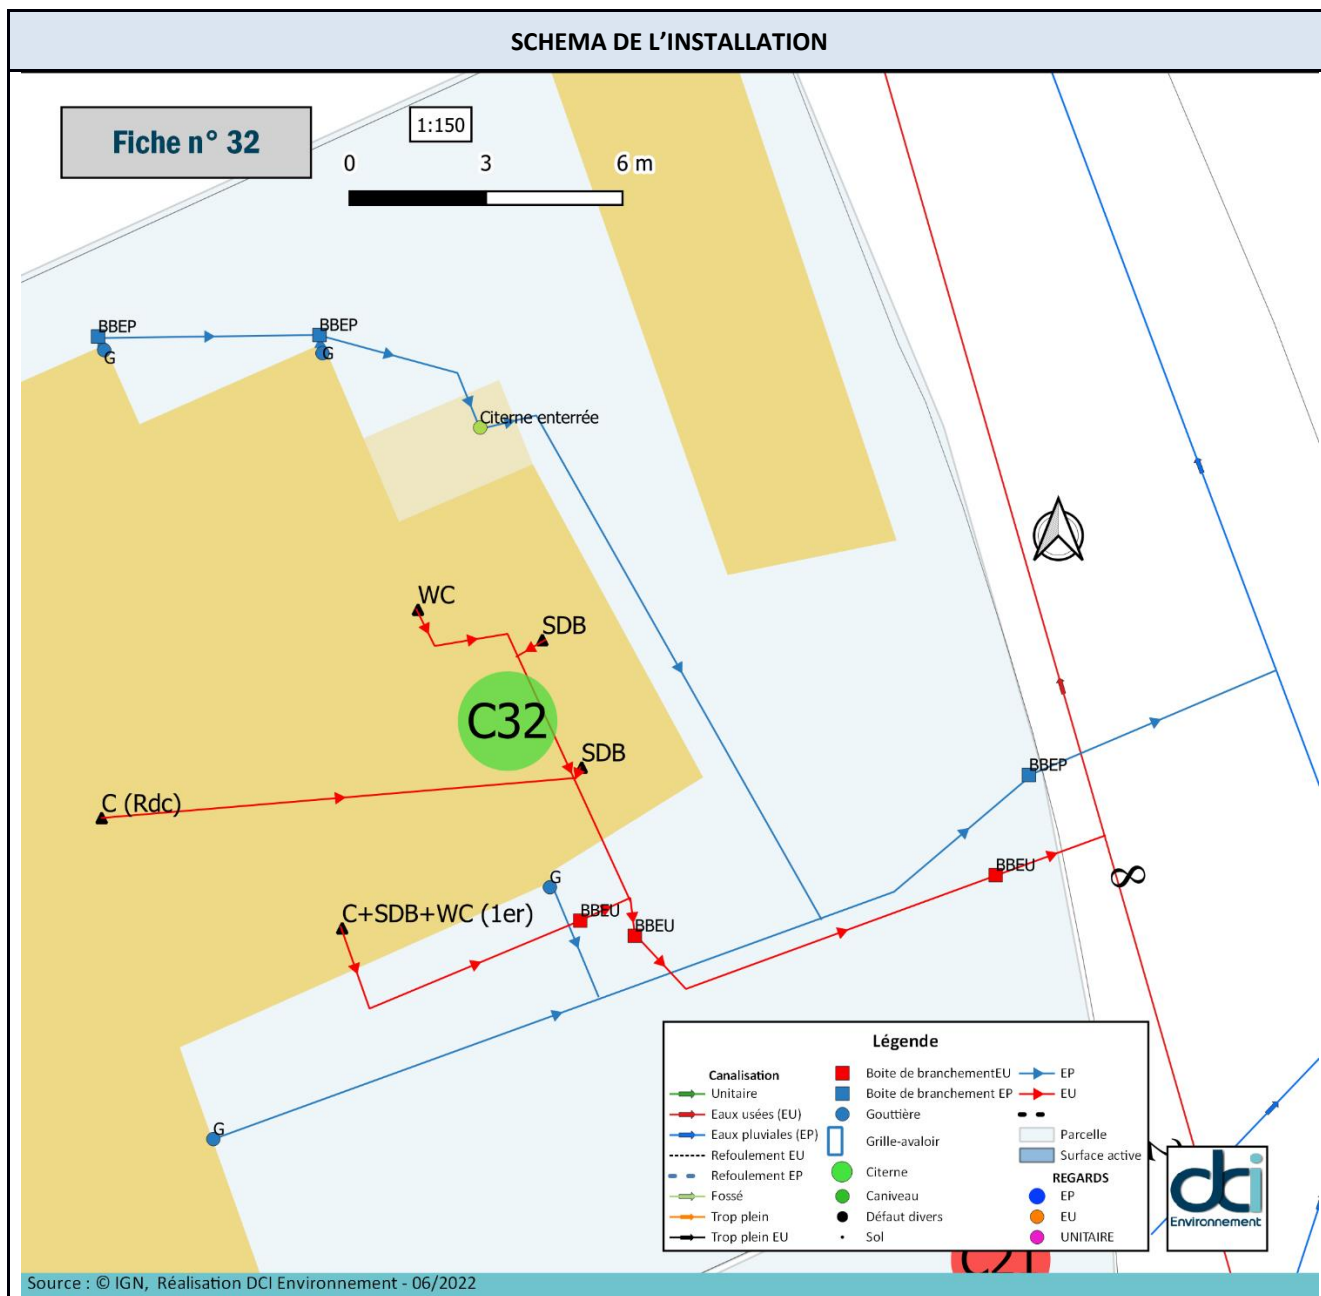 SCHEMA DE L'INSTALLATION
Fiche n° 32
1:150
0 3 6 m
BBEP
G
BBEP
G
Citerne enterrée
WC
SDB
C32
SDB
C (Rdc)
BBEP
BBEU
8
G
C+SDB+WC (1er)
BBEU
BBEU
G
Légende
Canalisation
Unitaire
Eaux usées (EU)
Eaux pluviales (EP)
Refoulement EU
Refoulement EP
Fossé
Trop plein
Trop plein EU
Boite de branchementEU
Boite de branchement EP
Gouttière
Grille-avaloir
Citerne
Caniveau
Défaut divers
Sol
EP
EU
Parcelle
Surface active
REGARDS
EP
EU
UNITAIRE
dci
Environnement
C21
Source : © IGN, Réalisation DCI Environnement - 06/2022